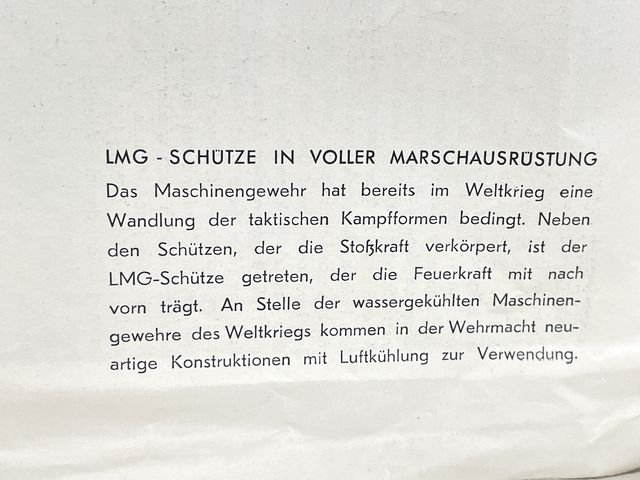 LMG - SCHÜTZE IN VOLLER MARSCHAUSRÜSTUNG
Das Maschinengewehr hat bereits im Weltkrieg eine
Wandlung der taktischen Kampfformen bedingt. Neben
den Schützen, der die Stoßkraft verkörpert, ist der
LMG-Schütze getreten, der die Feuerkraft mit nach
vorn trägt. An Stelle der wassergekühlten Maschinen-
gewehre des Weltkriegs kommen in der Wehrmacht neu-
artige Konstruktionen mit Luftkühlung zur Verwendung.